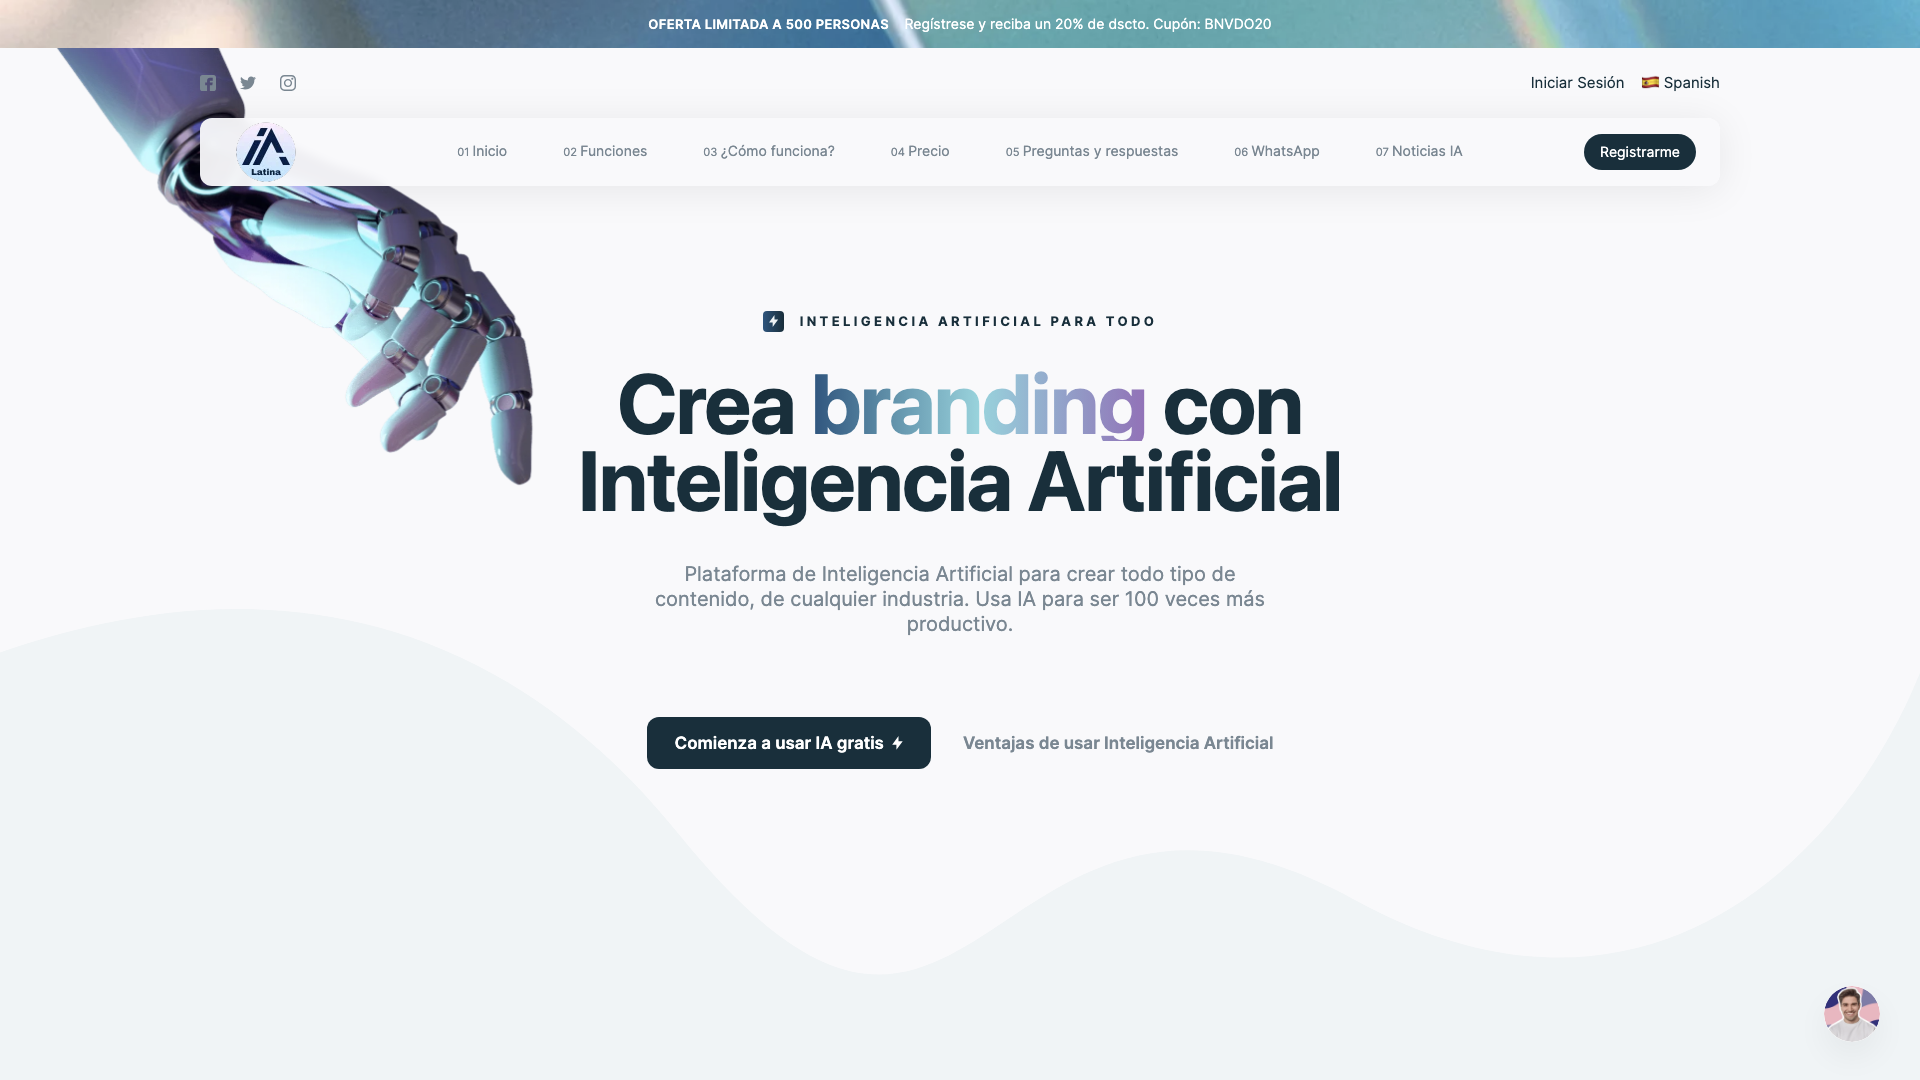 OFERTA LIMITADA A 500 PERSONAS Regístrese y reciba un 20% de dscto. Cupón: BNVDO20
Iniciar Sesión 🇪🇸 Spanish
iA Latina
01 Inicio
02 Funciones
03 ¿Cómo funciona?
04 Precio
05 Preguntas y respuestas
06 WhatsApp
07 Noticias IA
Registrarme
INTELIGENCIA ARTIFICIAL PARA TODO
Crea branding con
Inteligencia Artificial
Plataforma de Inteligencia Artificial para crear todo tipo de
contenido, de cualquier industria. Usa IA para ser 100 veces más
productivo.
Comienza a usar IA gratis
Ventajas de usar Inteligencia Artificial